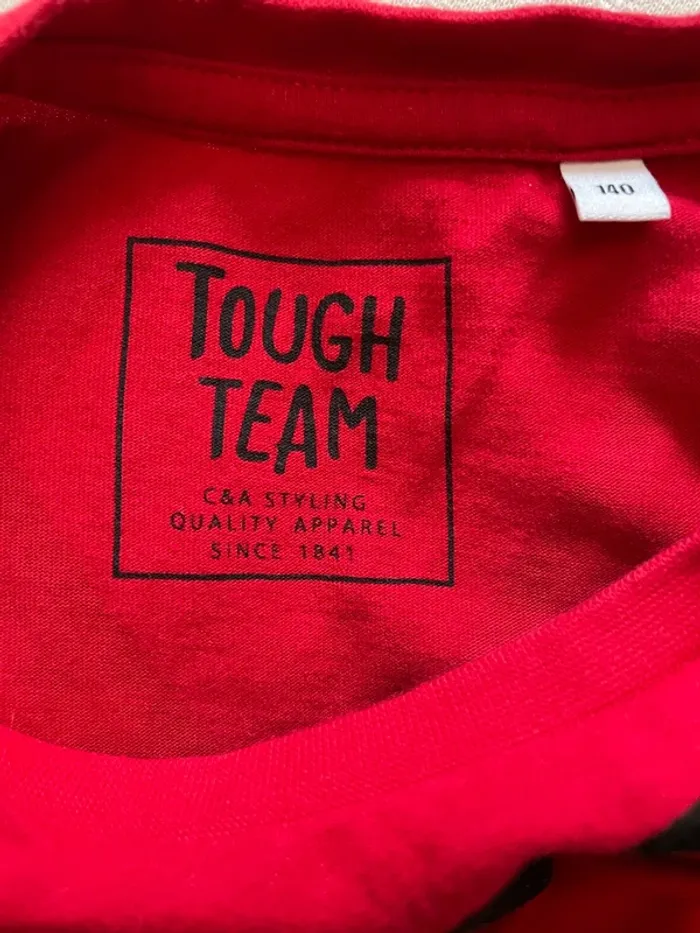 140
TOUGH
TEAM
C&A STYLING
QUALITY APPAREL
SINCE 1841